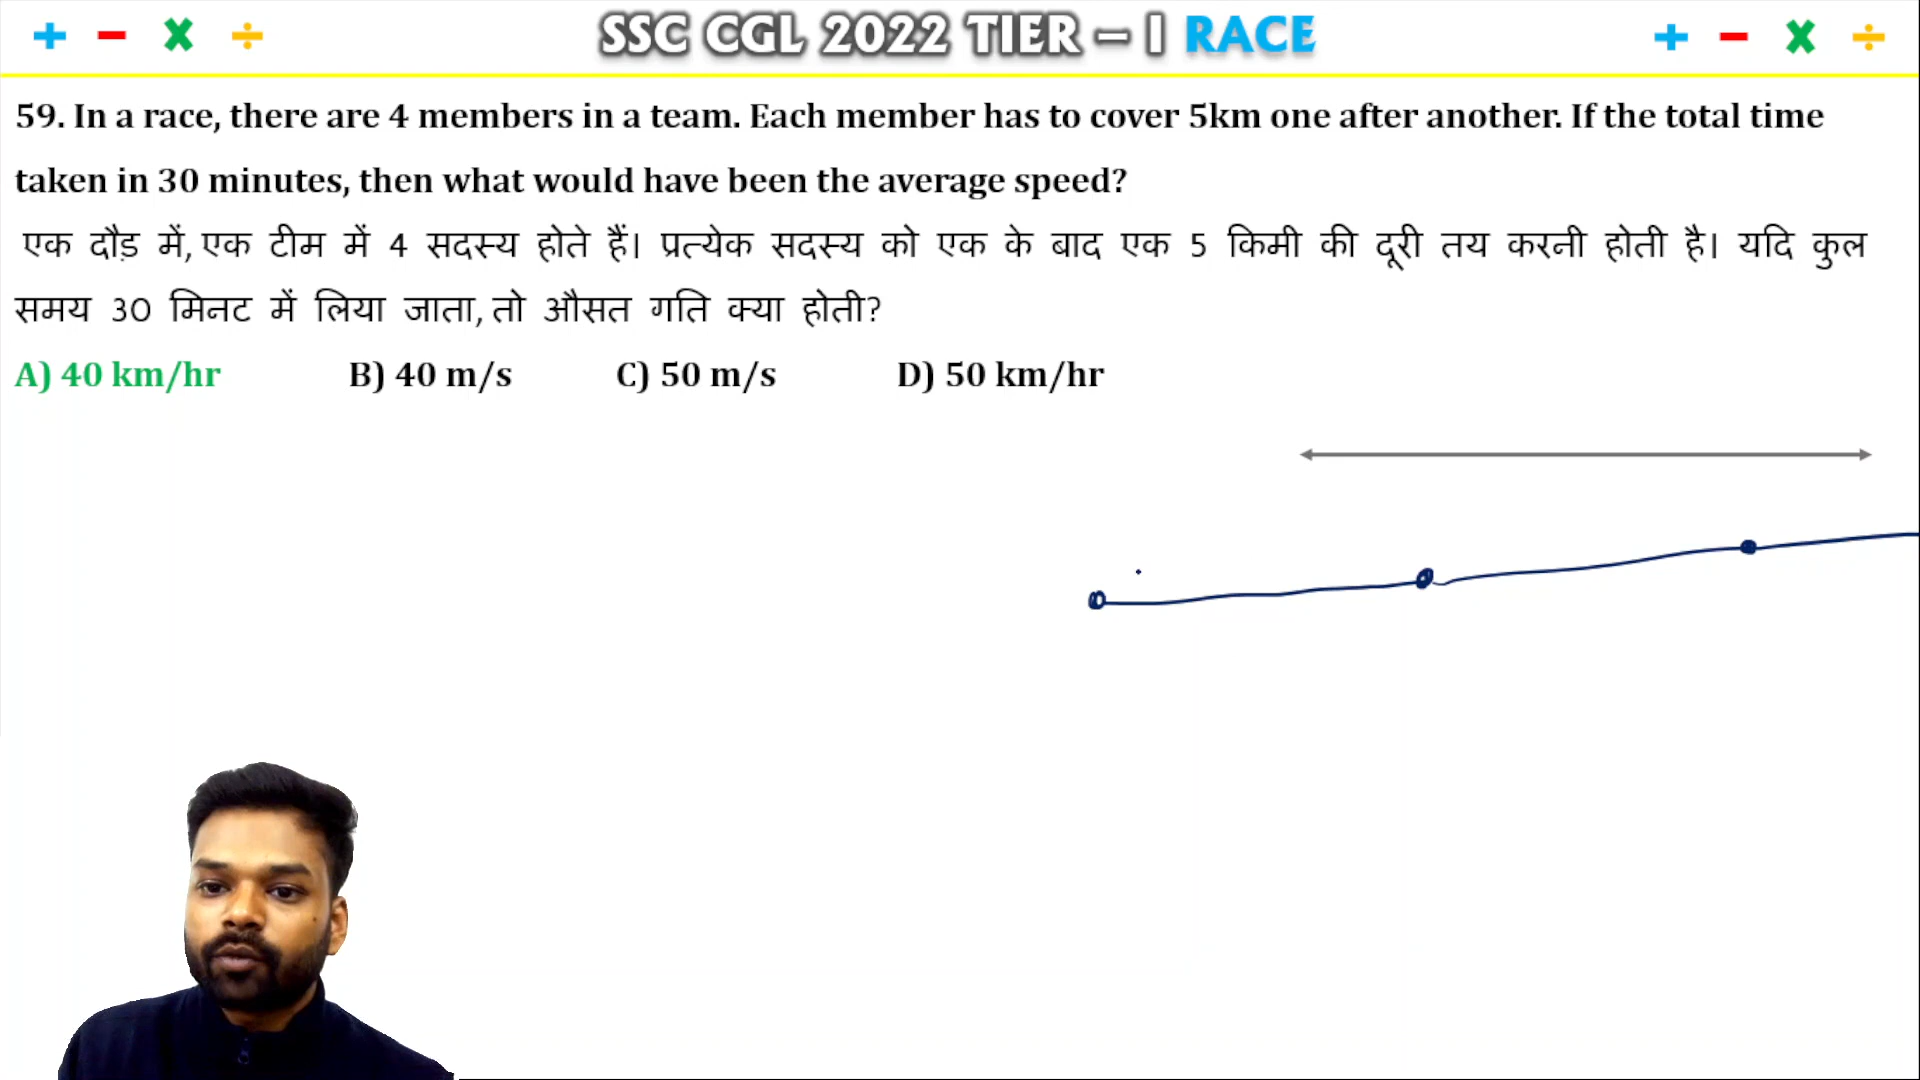 + - × ÷ SSC CGL 2022 TIER – I RACE + - × ÷
59. In a race, there are 4 members in a team. Each member has to cover 5km one after another. If the total time
taken in 30 minutes, then what would have been the average speed?
एक दौड़ में, एक टीम में 4 सदस्य होते हैं। प्रत्येक सदस्य को एक के बाद एक 5 किमी की दूरी तय करनी होती है। यदि कुल
समय 30 मिनट में लिया जाता, तो औसत गति क्या होती?
A) 40 km/hr B) 40 m/s C) 50 m/s D) 50 km/hr